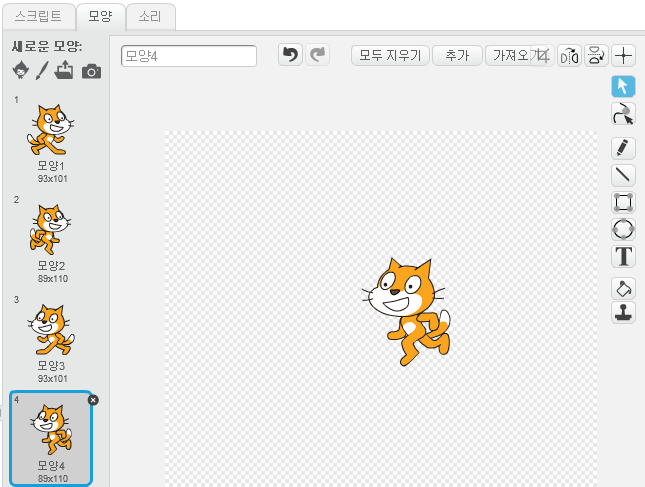 스크립트 모양 소리
새로운 모양:
모양4
모두 지우기 추가 가져오기
1
모양1
93x101
2
모양2
89x110
3
모양3
93x101
4
모양4
89x110
T